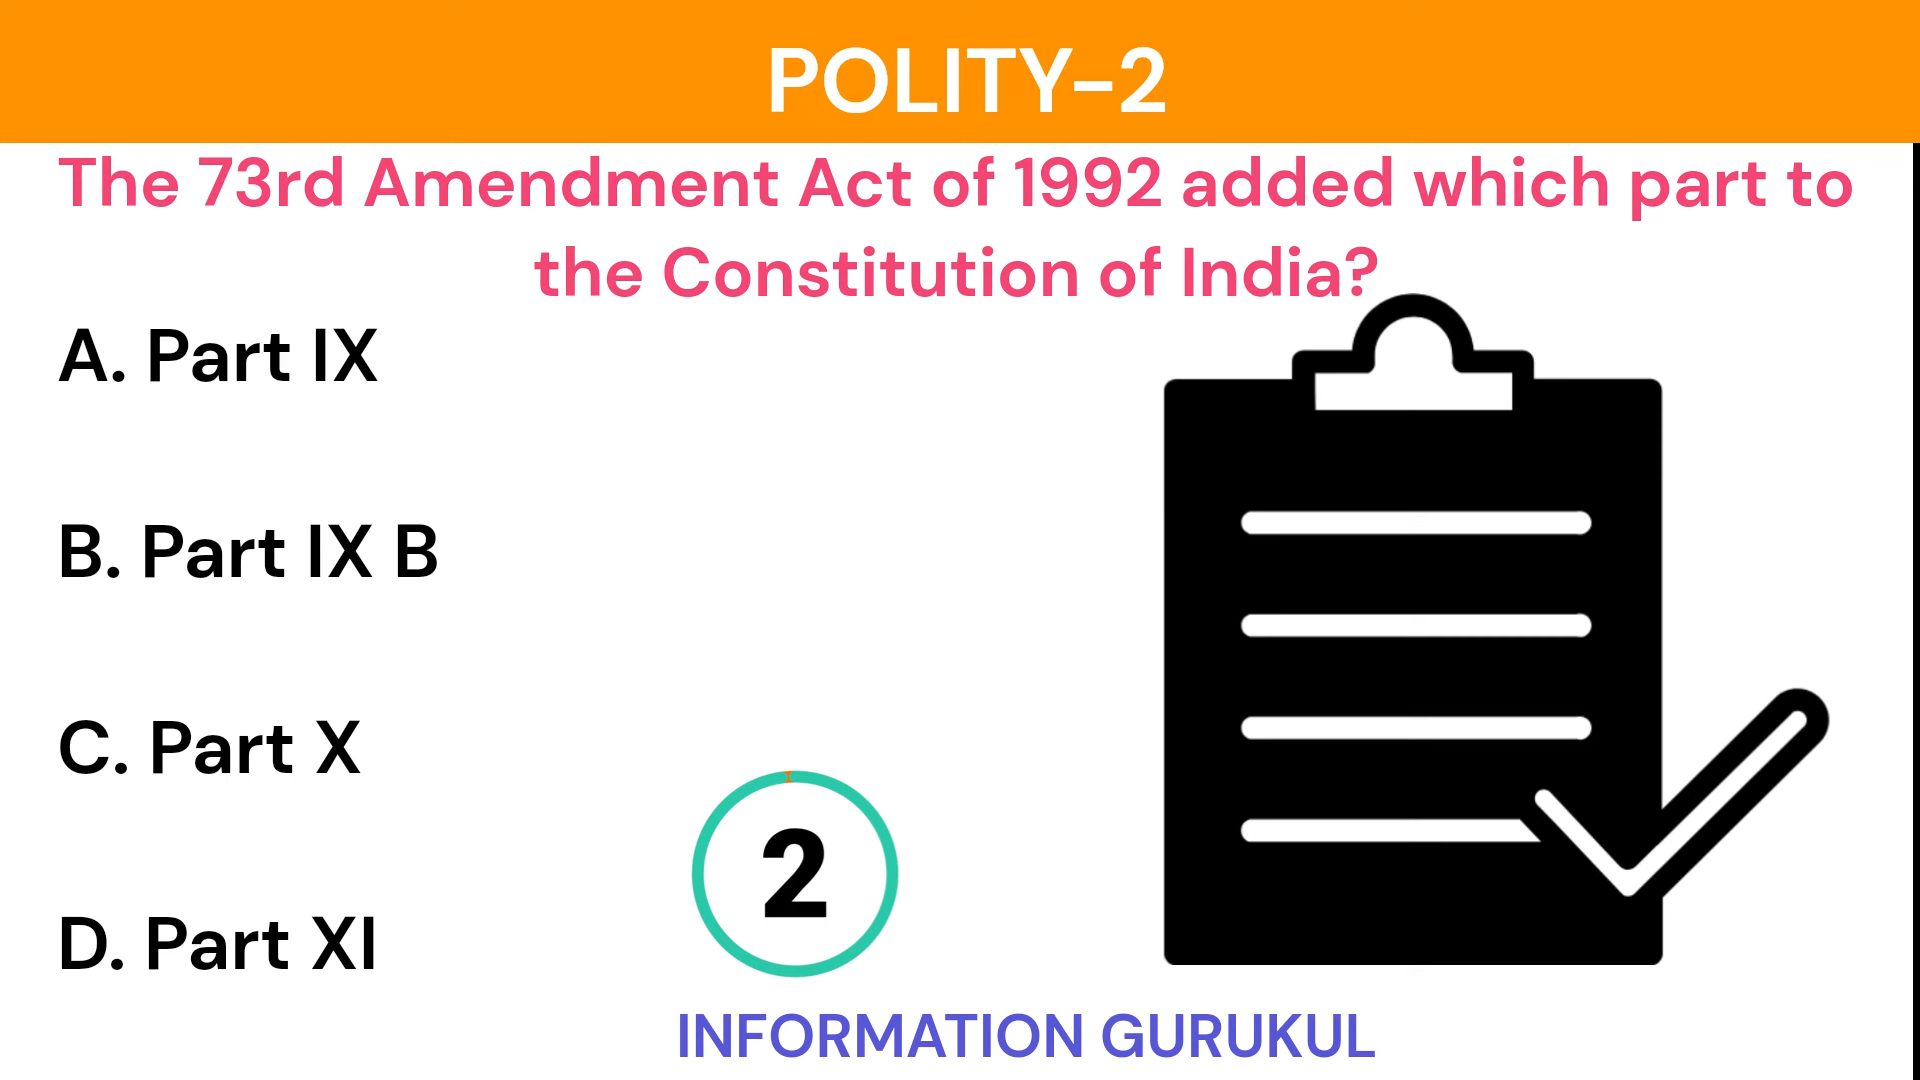 POLITY-2
The 73rd Amendment Act of 1992 added which part to
the Constitution of India?
A. Part IX
B. Part IX B
C. Part X
D. Part XI
2
INFORMATION GURUKUL